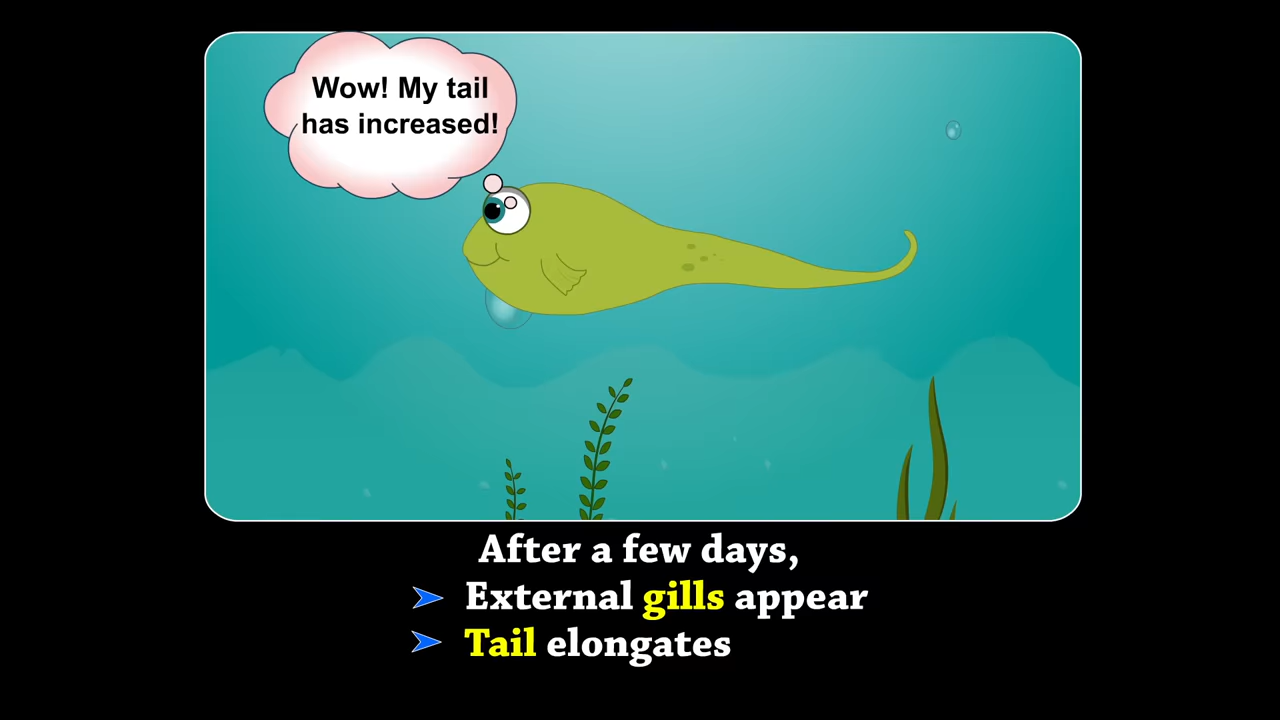 Wow! My tail
has increased!
After a few days,
External gills appear
Tail elongates